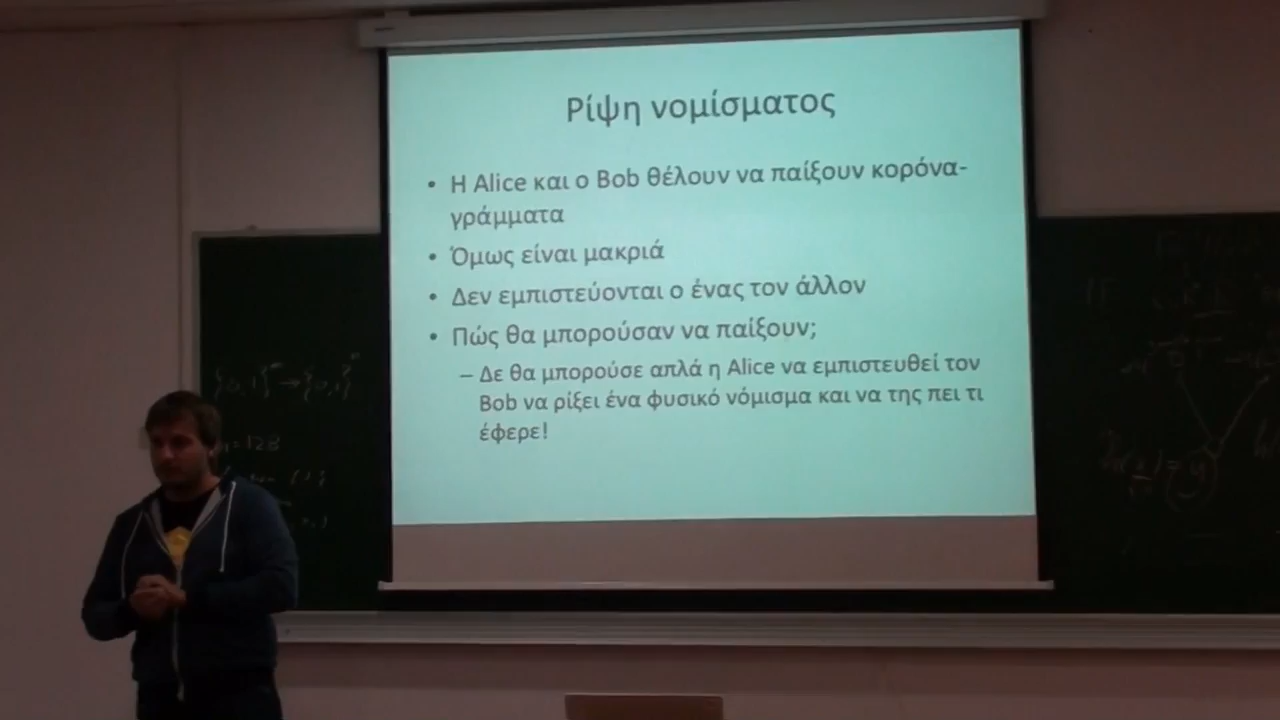 Ρίψη νομίσματος
• Η Alice και ο Bob θέλουν να παίξουν κορόνα-
γράμματα
• Όμως είναι μακριά
• Δεν εμπιστεύονται ο ένας τον άλλον
• Πώς θα μπορούσαν να παίξουν;
– Δε θα μπορούσε απλά η Alice να εμπιστευθεί τον
Bob να ρίξει ένα φυσικό νόμισμα και να της πει τι
έφερε!